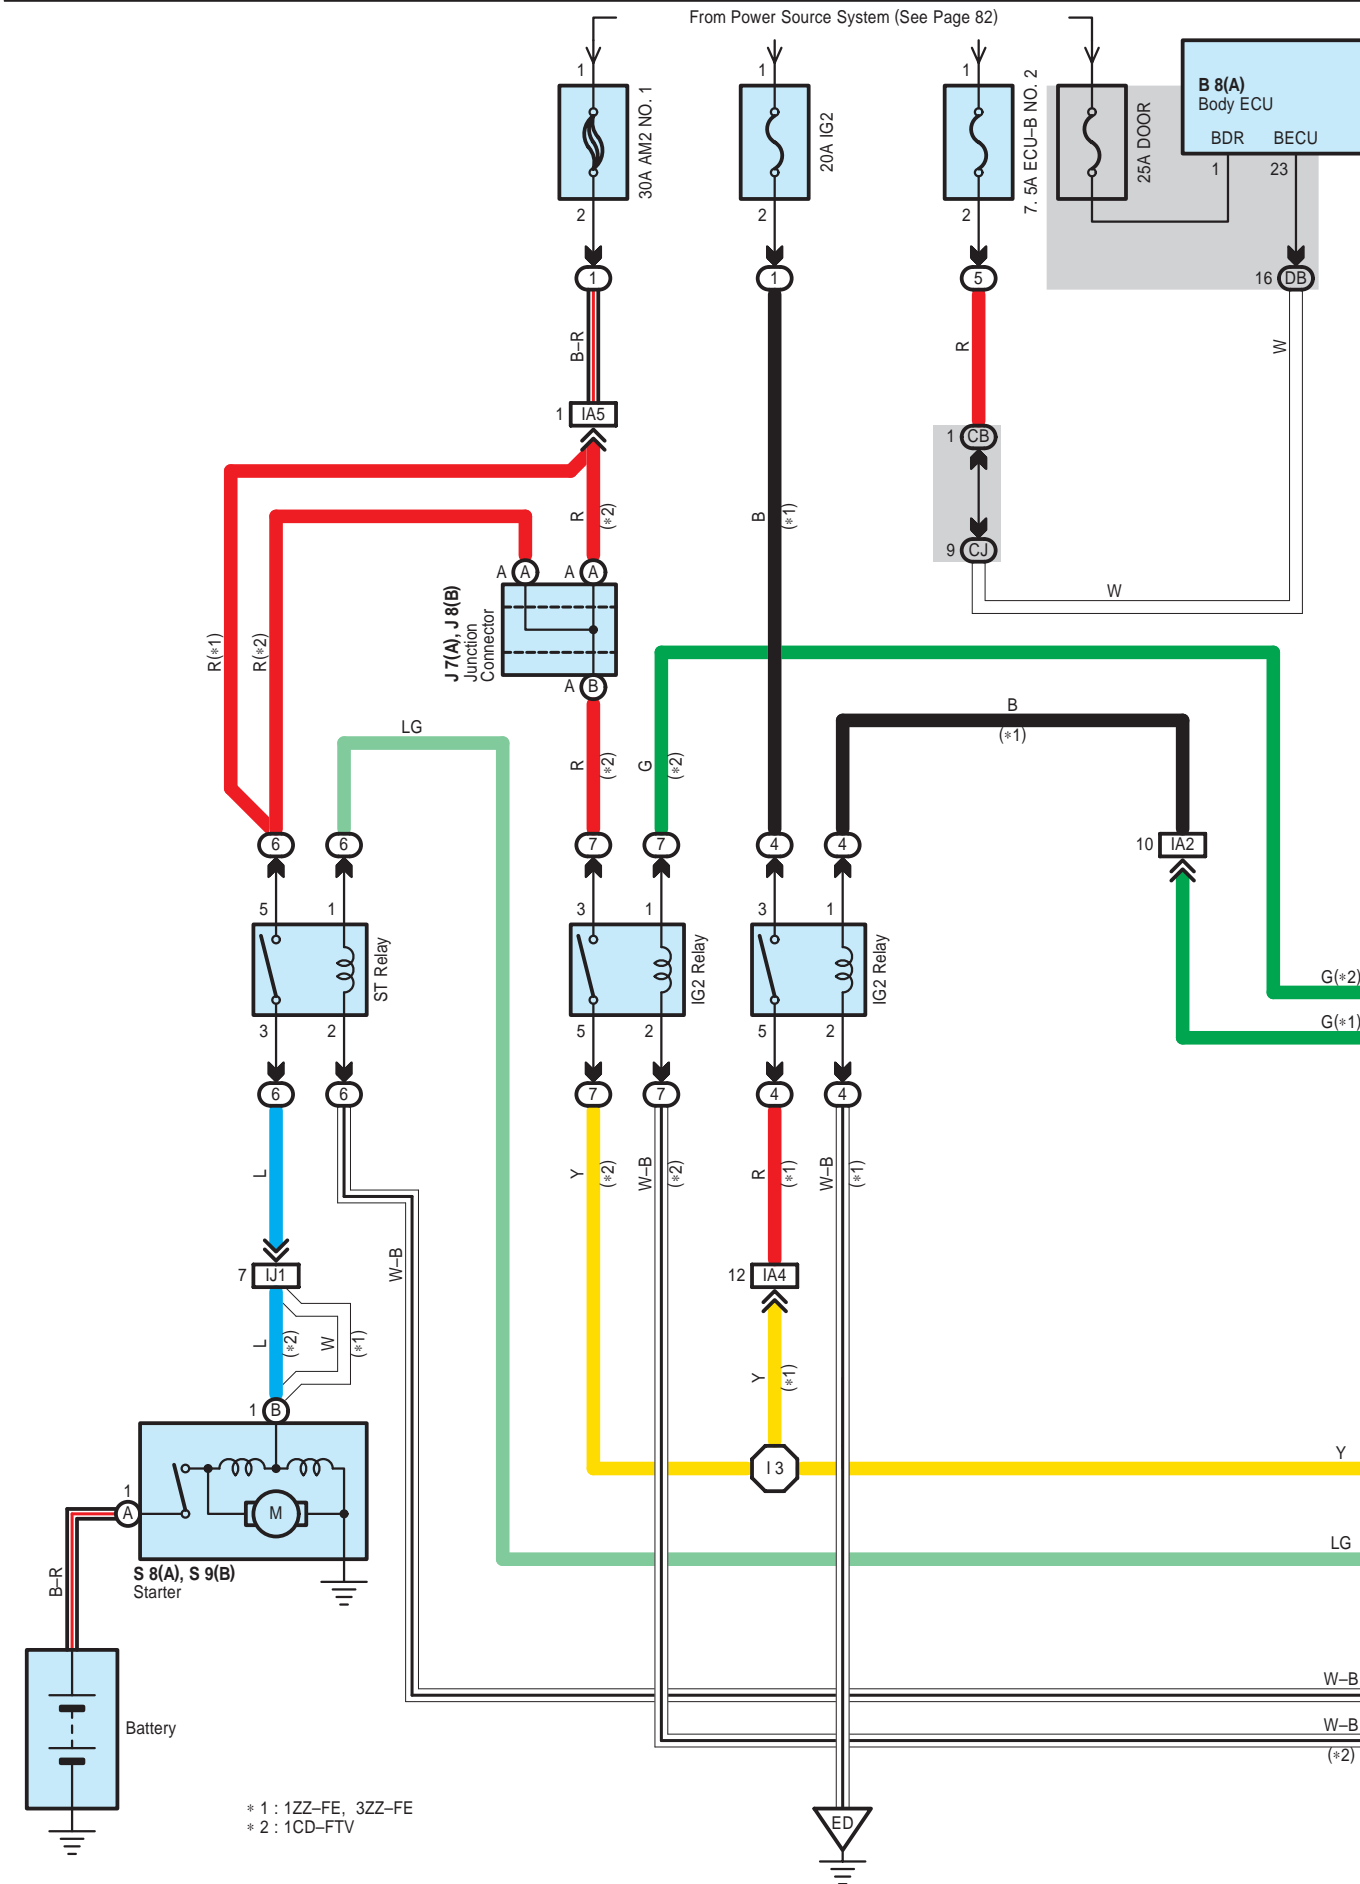 From Power Source System (See Page 82)
1
1
1
30A AM2 NO. 1
20A IG2
7. 5A ECU–B NO. 2
25A DOOR
B 8(A)
Body ECU
BDR
BECU
1
23
2
2
2
1
1
5
16
DB
B–R
R
W
1
IA5
1
CB
R
(∗2)
B
(∗1)
9
CJ
A
A
A
A
W
J 7(A), J 8(B)
Junction
Connector
R(∗1)
R(∗2)
A
B
LG
B
(∗1)
R
(∗2)
G
(∗2)
6
6
7
7
4
4
10
IA2
5
1
3
1
3
1
ST Relay
IG2 Relay
IG2 Relay
G(∗2)
G(∗1)
3
2
5
2
5
2
6
6
7
7
4
4
L
Y
(∗2)
W–B
(∗2)
R
(∗1)
W–B
(∗1)
W–B
7
IJ1
12
IA4
L
(∗2)
W
(∗1)
Y
(∗1)
1
B
I 3
Y
1
A
M
LG
S 8(A), S 9(B)
Starter
B–R
W–B
Battery
W–B
(∗2)
∗ 1 : 1ZZ–FE, 3ZZ–FE
∗ 2 : 1CD–FTV
ED